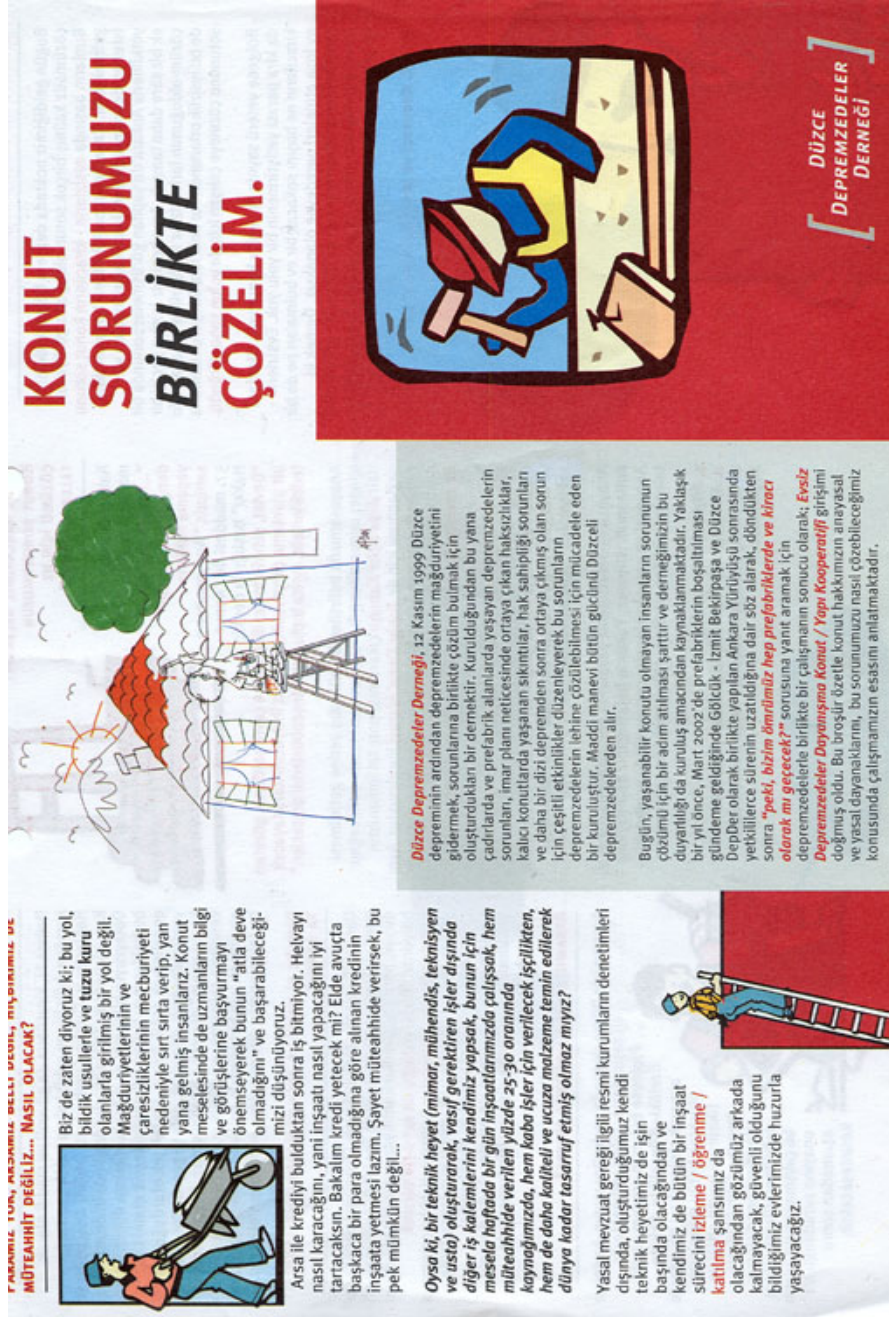 PARAMIZ YOK, ARSAMIZ BELLİ DEĞİL, HİÇBİRİMİZ DE
MÜTEAHHİT DEĞİLİZ... NASIL OLACAK?
Biz de zaten diyoruz ki; bu yol,
bildik usullerle ve tuzu kuru
olanlarla girilmiş bir yol değil.
Mağduriyetlerinin ve
çaresizliklerinin mecburiyeti
nedeniyle sırt sırta verip, yan
yana gelmiş insanlarız. Konut
meselesinde de uzmanların bilgi
ve görüşlerine başvurmayı
önemseyerek bunun "atla deve
olmadığını" ve başarabileceği-
mizi düşünüyoruz.
Arsa ile krediyi bulduktan sonra iş bitmiyor. Helvayı
nasıl karacağını, yani inşaatı nasıl yapacağını iyi
tartacaksın. Bakalım kredi yetecek mi? Elde avuçta
başkaca bir para olmadığına göre alınan kredinin
inşaata yetmesi lazım. Şayet müteahhide verirsek, bu
pek mümkün değil...
Oysa ki, bir teknik heyet (mimar, mühendis, teknisyen
ve usta) oluşturarak, vasıf gerektiren işler dışında
diğer iş kalemlerini kendimiz yapsak, bunun için
mesela haftada bir gün inşaatlarımızda çalışsak, hem
müteahhide verilen yüzde 25-30 oranında
kaynağımızda, hem kaba işler için verilecek işçilikten,
hem de daha kaliteli ve ucuza malzeme temin edilerek
dünya kadar tasarruf etmiş olmaz mıyız?
Yasal mevzuat gereği ilgili resmi kurumların denetimleri
dışında, oluşturduğumuz kendi
teknik heyetimiz de işin
başında olacağından ve
kendimiz de bütün bir inşaat
sürecini izleme / öğrenme /
katılma şansımız da
olacağından gözümüz arkada
kalmayacak, güvenli olduğunu
bildiğimiz evlerimizde huzurla
yaşayacağız.
Düzce Depremzedeler Derneği, 12 Kasım 1999 Düzce
depreminin ardından depremzedelerin mağduriyetini
gidermek, sorunlarına birlikte çözüm bulmak için
oluşturdukları bir dernektir. Kurulduğundan bu yana
çadırlarda ve prefabrik alanlarda yaşayan depremzedelerin
sorunları, imar planı neticesinde ortaya çıkan haksızlıklar,
kalıcı konutlarda yaşanan sıkıntılar, hak sahipliği sorunları
ve daha bir dizi depremden sonra ortaya çıkmış olan sorun
için çeşitli etkinlikler düzenleyerek bu sorunların
depremzedelerin lehine çözülebilmesi için mücadele eden
bir kuruluştur. Maddi manevi bütün gücünü Düzceli
depremzedelerden alır.
Bugün, yaşanabilir konutu olmayan insanların sorununun
çözümü için bir adım atılması şarttır ve derneğimizin bu
duyarlılığı da kuruluş amacından kaynaklanmaktadır. Yaklaşık
bir yıl önce, Mart 2002'de prefabriklerin boşaltılması
gündeme geldiğinde Gölcük - İzmit Bekirpaşa ve Düzce
DepDer olarak birlikte yapılan Ankara Yürüyüşü sonrasında
yetkililerce sürenin uzatıldığına dair söz alarak, döndükten
sonra "peki, bizim ömrümüz hep prefabriklerde ve kiracı
olarak mı geçecek?" sorusuna yanıt aramak için
depremzedelerle birlikte bir çalışmanın sonucu olarak; Evsiz
Depremzedeler Dayanışma Konut / Yapı Kooperatifi girişimi
doğmuş oldu. Bu broşür özetle konut hakkımızın anayasal
ve yasal dayanaklarını, bu sorunumuzu nasıl çözebileceğimiz
konusunda çalışmamızın esasını anlatmaktadır.
KONUT
SORUNUMUZU
BİRLİKTE
ÇÖZELİM.
DÜZCE
DEPREMZEDELER
DERNEĞİ